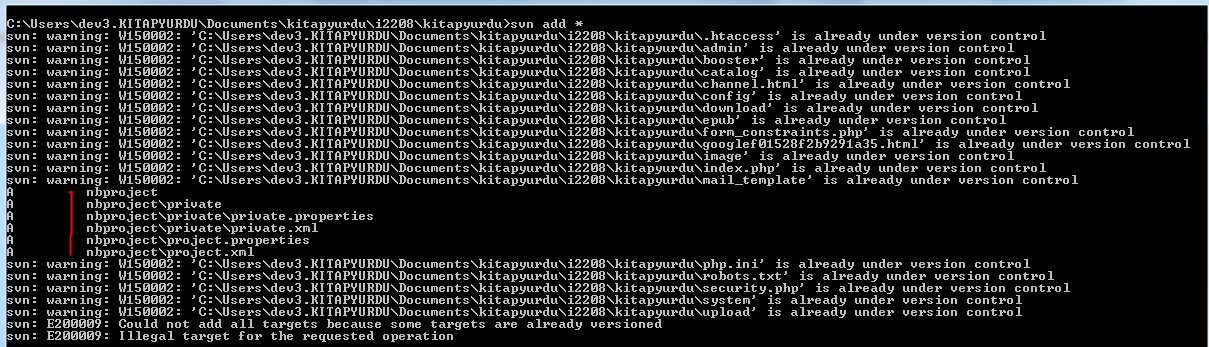 C:\Users\dev3.KITAPYURDU\Documents\kitapyurdu\i2208\kitapyurdu>svn add *
svn: warning: W150002: 'C:\Users\dev3.KITAPYURDU\Documents\kitapyurdu\i2208\kitapyurdu\.htaccess' is already under version control
svn: warning: W150002: 'C:\Users\dev3.KITAPYURDU\Documents\kitapyurdu\i2208\kitapyurdu\admin' is already under version control
svn: warning: W150002: 'C:\Users\dev3.KITAPYURDU\Documents\kitapyurdu\i2208\kitapyurdu\booster' is already under version control
svn: warning: W150002: 'C:\Users\dev3.KITAPYURDU\Documents\kitapyurdu\i2208\kitapyurdu\catalog' is already under version control
svn: warning: W150002: 'C:\Users\dev3.KITAPYURDU\Documents\kitapyurdu\i2208\kitapyurdu\channel.html' is already under version control
svn: warning: W150002: 'C:\Users\dev3.KITAPYURDU\Documents\kitapyurdu\i2208\kitapyurdu\config' is already under version control
svn: warning: W150002: 'C:\Users\dev3.KITAPYURDU\Documents\kitapyurdu\i2208\kitapyurdu\download' is already under version control
svn: warning: W150002: 'C:\Users\dev3.KITAPYURDU\Documents\kitapyurdu\i2208\kitapyurdu\epub' is already under version control
svn: warning: W150002: 'C:\Users\dev3.KITAPYURDU\Documents\kitapyurdu\i2208\kitapyurdu\form_constraints.php' is already under version control
svn: warning: W150002: 'C:\Users\dev3.KITAPYURDU\Documents\kitapyurdu\i2208\kitapyurdu\googlef01528f2b9291a35.html' is already under version control
svn: warning: W150002: 'C:\Users\dev3.KITAPYURDU\Documents\kitapyurdu\i2208\kitapyurdu\image' is already under version control
svn: warning: W150002: 'C:\Users\dev3.KITAPYURDU\Documents\kitapyurdu\i2208\kitapyurdu\index.php' is already under version control
svn: warning: W150002: 'C:\Users\dev3.KITAPYURDU\Documents\kitapyurdu\i2208\kitapyurdu\mail_template' is already under version control
A nbproject
A nbproject\private
A nbproject\private\private.properties
A nbproject\private\private.xml
A nbproject\project.properties
A nbproject\project.xml
svn: warning: W150002: 'C:\Users\dev3.KITAPYURDU\Documents\kitapyurdu\i2208\kitapyurdu\php.ini' is already under version control
svn: warning: W150002: 'C:\Users\dev3.KITAPYURDU\Documents\kitapyurdu\i2208\kitapyurdu\robots.txt' is already under version control
svn: warning: W150002: 'C:\Users\dev3.KITAPYURDU\Documents\kitapyurdu\i2208\kitapyurdu\security.php' is already under version control
svn: warning: W150002: 'C:\Users\dev3.KITAPYURDU\Documents\kitapyurdu\i2208\kitapyurdu\system' is already under version control
svn: warning: W150002: 'C:\Users\dev3.KITAPYURDU\Documents\kitapyurdu\i2208\kitapyurdu\upload' is already under version control
svn: E200009: Could not add all targets because some targets are already versioned
svn: E200009: Illegal target for the requested operation